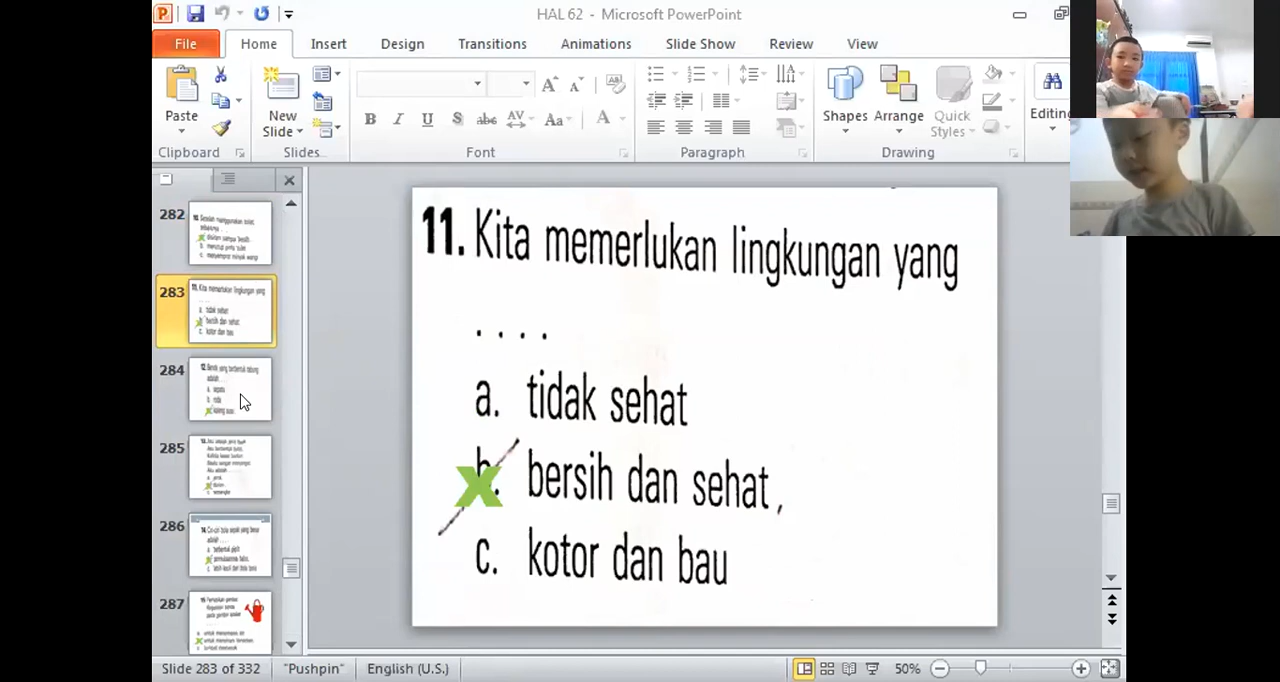 HAL 62 - Microsoft PowerPoint
File Home Insert Design Transitions Animations Slide Show Review View
Paste
New
Slide
Shapes Arrange Quick
Styles
Editing
Clipboard Slides Font Paragraph Drawing
282
283
284
285
286
287
11. Kita memerlukan lingkungan yang
. . . .
a. tidak sehat
b. bersih dan sehat,
c. kotor dan bau
Slide 283 of 332 "Pushpin" English (U.S.) 50%